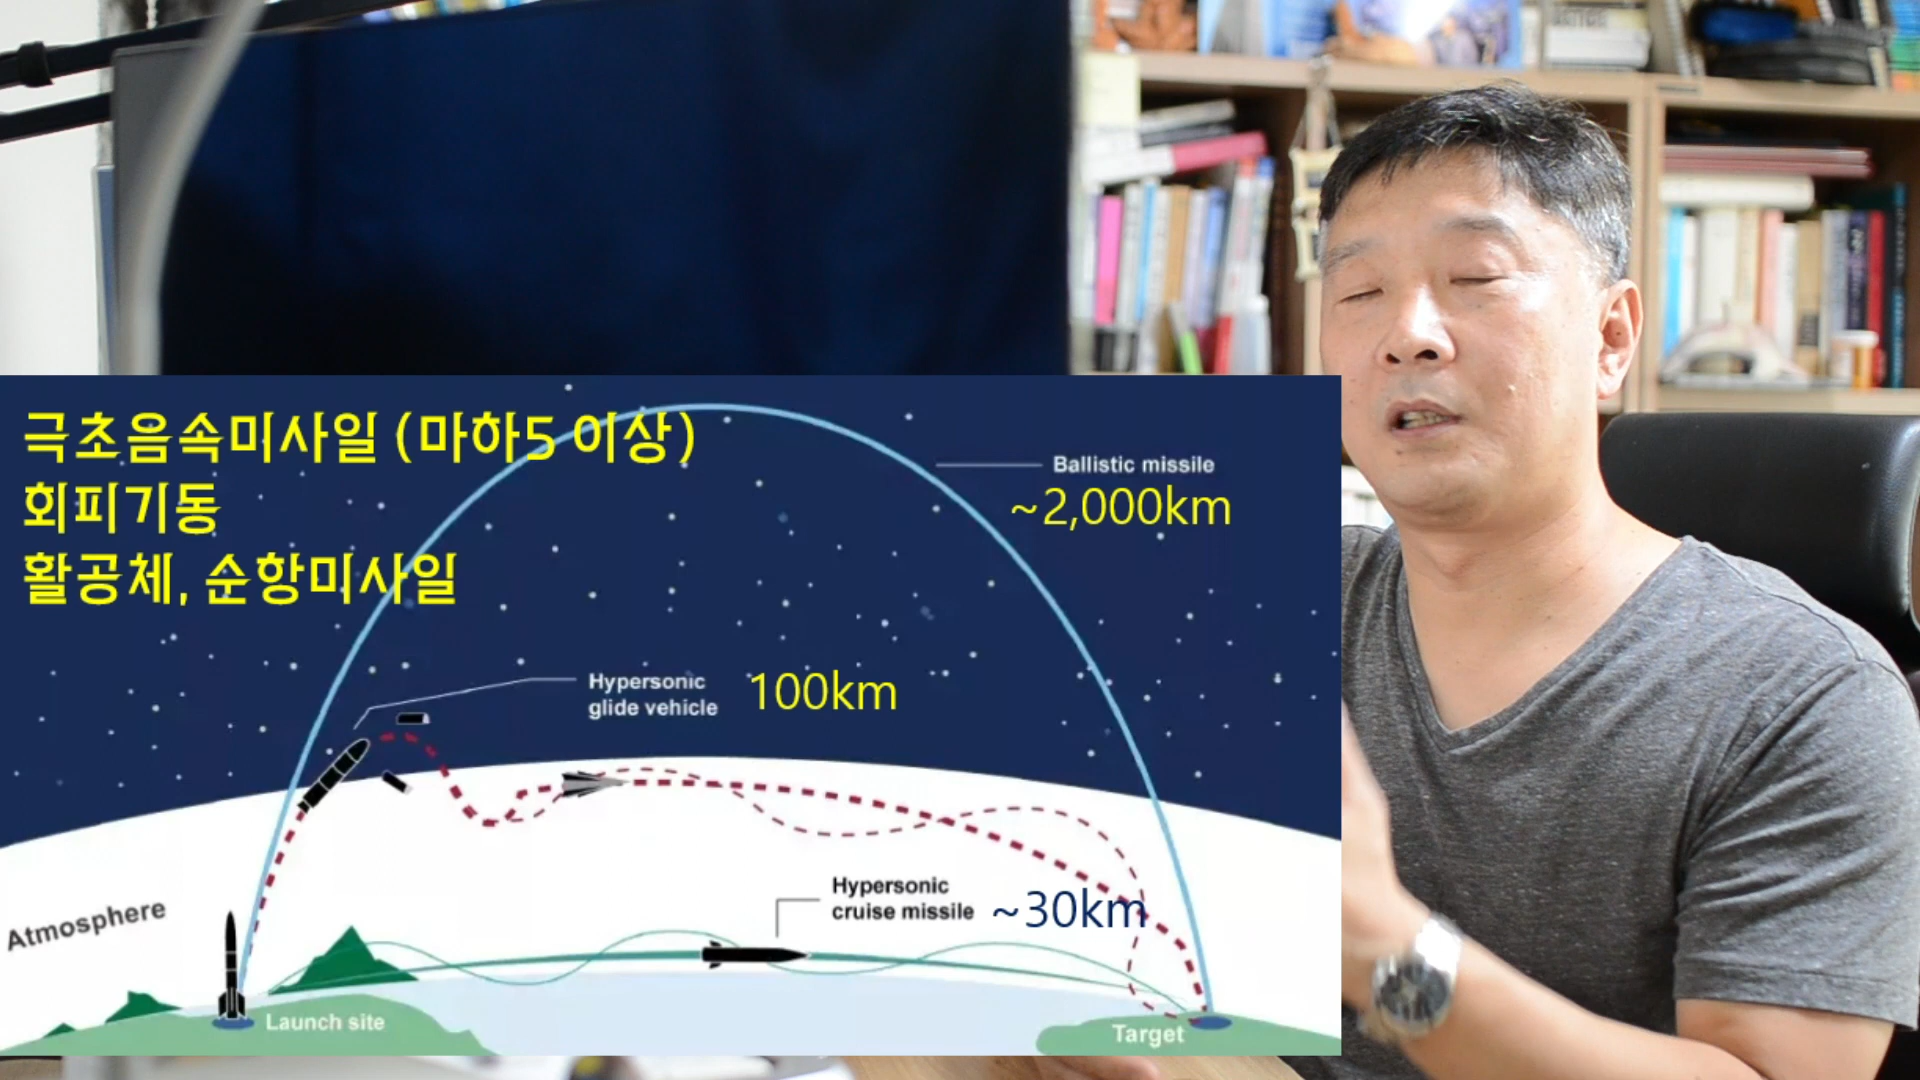 극초음속미사일 (마하5 이상)
회피기동
활공체, 순항미사일
Ballistic missile
~2,000km
Hypersonic
glide vehicle
100km
Hypersonic
cruise missile
~30km
Atmosphere
Launch site
Target